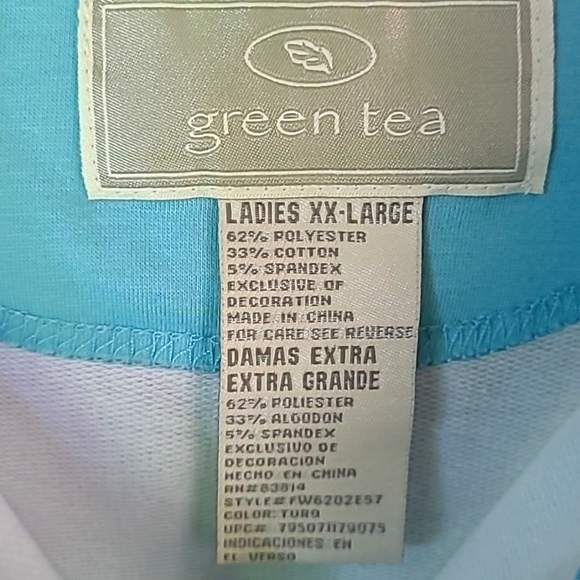 green tea
LADIES XX-LARGE
62% POLYESTER
33% COTTON
5% SPANDEX
EXCLUSIVE OF
DECORATION
MADE IN CHINA
FOR CARE SEE REVERSE
DAMAS EXTRA
EXTRA GRANDE
62% POLIESTER
33% ALGODON
5% SPANDEX
EXCLUSIVO DE
DECORACION
HECHO EN CHINA
RN#83814
STYLE#FW6202E57
COLOR:TURQ
UPC# 795071179075
INDICACIONES EN
EL VERSO